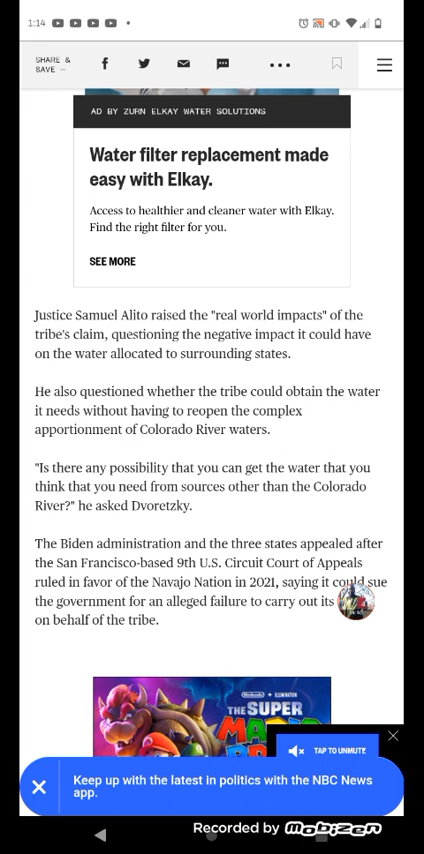 1:14
SHARE &
SAVE —
AD BY ZURN ELKAY WATER SOLUTIONS
Water filter replacement made
easy with Elkay.
Access to healthier and cleaner water with Elkay.
Find the right filter for you.
SEE MORE
Justice Samuel Alito raised the "real world impacts" of the
tribe's claim, questioning the negative impact it could have
on the water allocated to surrounding states.
He also questioned whether the tribe could obtain the water
it needs without having to reopen the complex
apportionment of Colorado River waters.
"Is there any possibility that you can get the water that you
think that you need from sources other than the Colorado
River?" he asked Dvoretzky.
The Biden administration and the three states appealed after
the San Francisco-based 9th U.S. Circuit Court of Appeals
ruled in favor of the Navajo Nation in 2021, saying it could sue
the government for an alleged failure to carry out its
on behalf of the tribe.
Nintendo + ILLUMINATION
THE SUPER
TAP TO UNMUTE
Keep up with the latest in politics with the NBC News
app.
Recorded by Mobizen